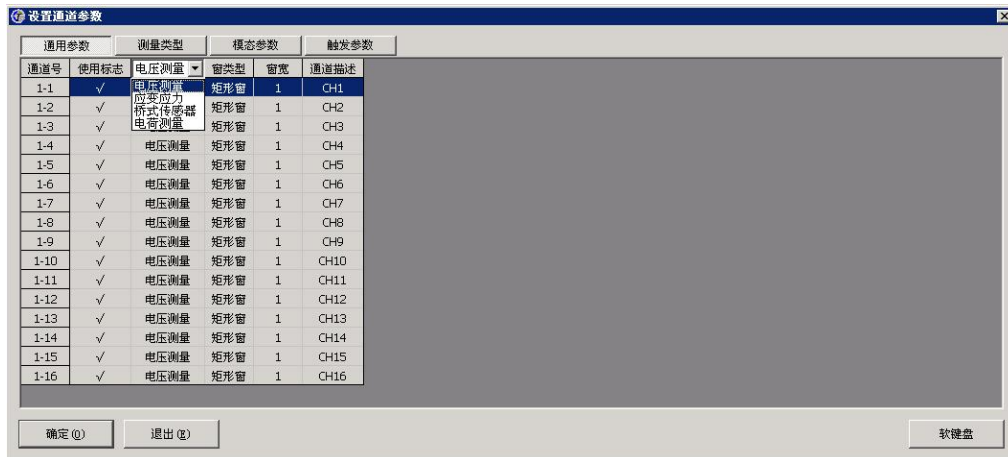 设置通道参数
通用参数 测量类型 模态参数 触发参数
通道号 使用标志 电压测量 窗类型 窗宽 通道描述
1-1 √ 电压测量 矩形窗 1 CH1
应变应力
1-2 √ 桥式传感器 矩形窗 1 CH2
1-3 √ 电荷测量 矩形窗 1 CH3
1-4 √ 电压测量 矩形窗 1 CH4
1-5 √ 电压测量 矩形窗 1 CH5
1-6 √ 电压测量 矩形窗 1 CH6
1-7 √ 电压测量 矩形窗 1 CH7
1-8 √ 电压测量 矩形窗 1 CH8
1-9 √ 电压测量 矩形窗 1 CH9
1-10 √ 电压测量 矩形窗 1 CH10
1-11 √ 电压测量 矩形窗 1 CH11
1-12 √ 电压测量 矩形窗 1 CH12
1-13 √ 电压测量 矩形窗 1 CH13
1-14 √ 电压测量 矩形窗 1 CH14
1-15 √ 电压测量 矩形窗 1 CH15
1-16 √ 电压测量 矩形窗 1 CH16
确定(O) 退出(E) 软键盘